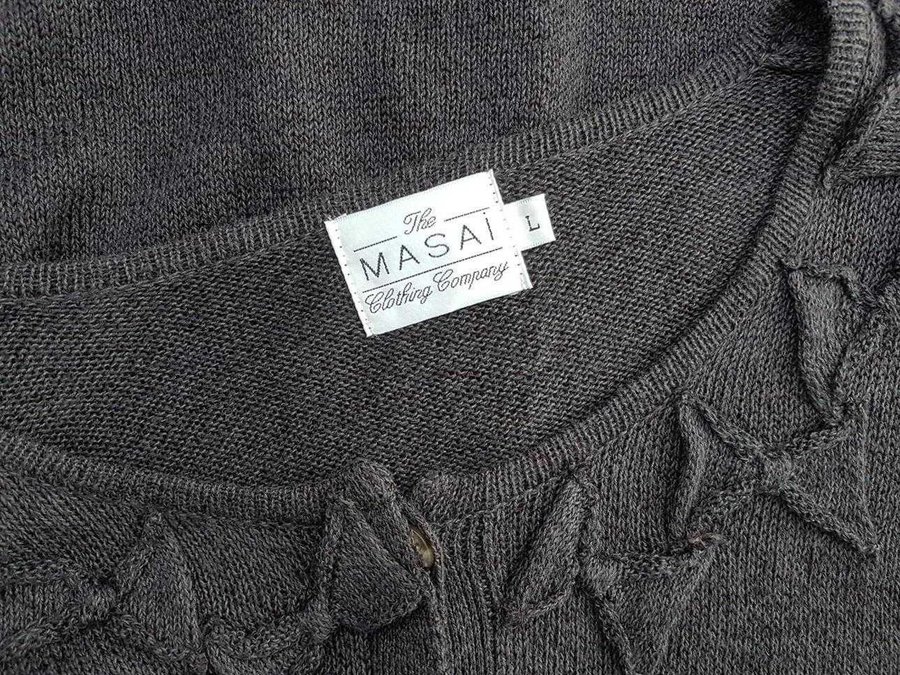 The
MASAI
Clothing Company
L